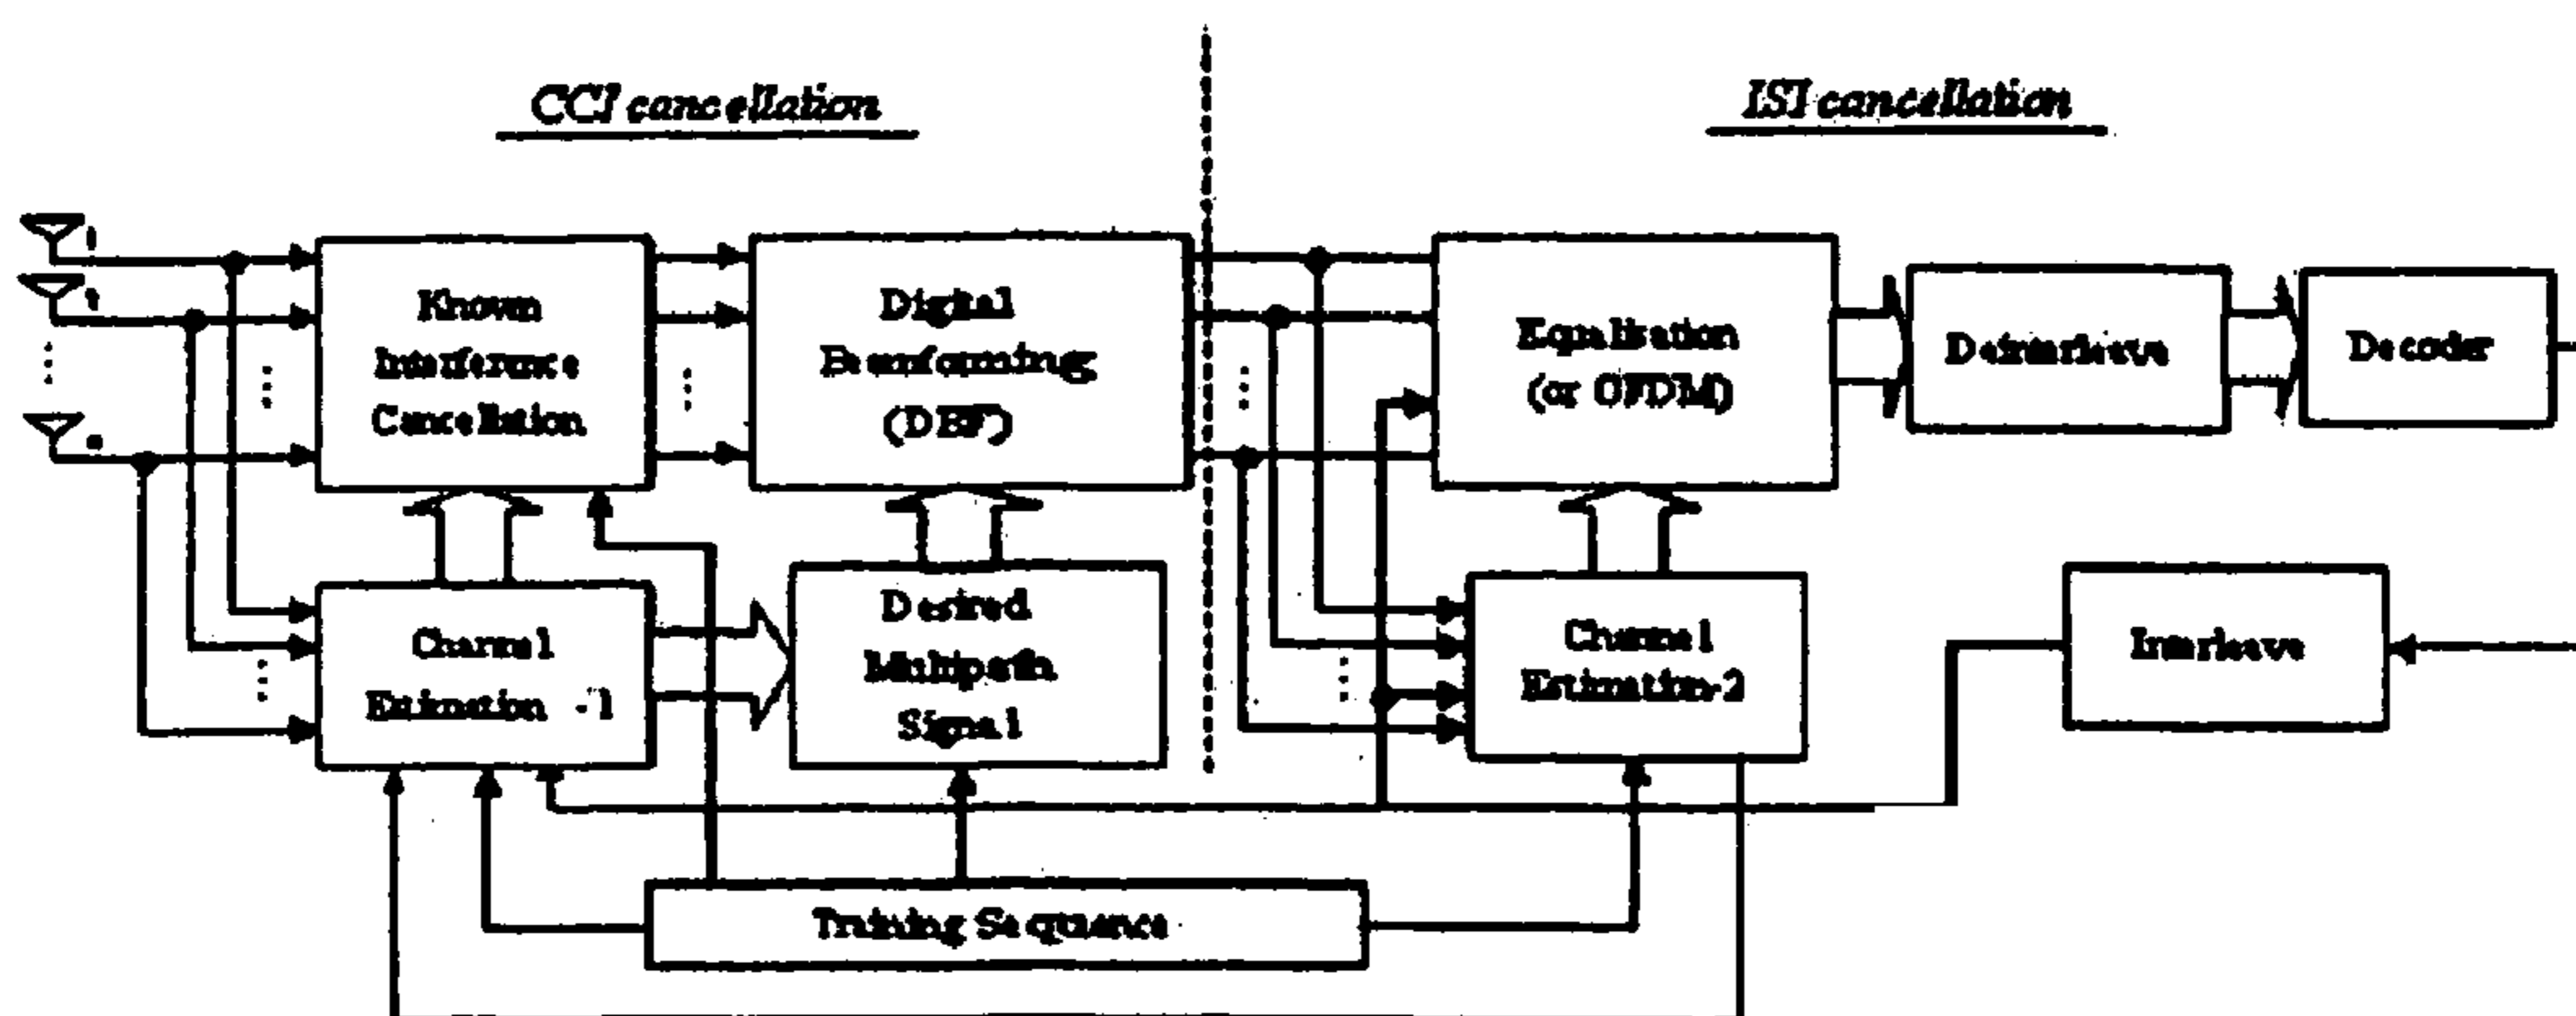 CCI cancellation
ISI cancellation
Known
Interference
Cancellation
Digital
Beamforming
(DBF)
Equalisation
(or OFDM)
Deinterleave
Decoder
Channel
Estimation -1
Desired
Multipath
Signal
Channel
Estimation-2
Interleave
Training Sequence